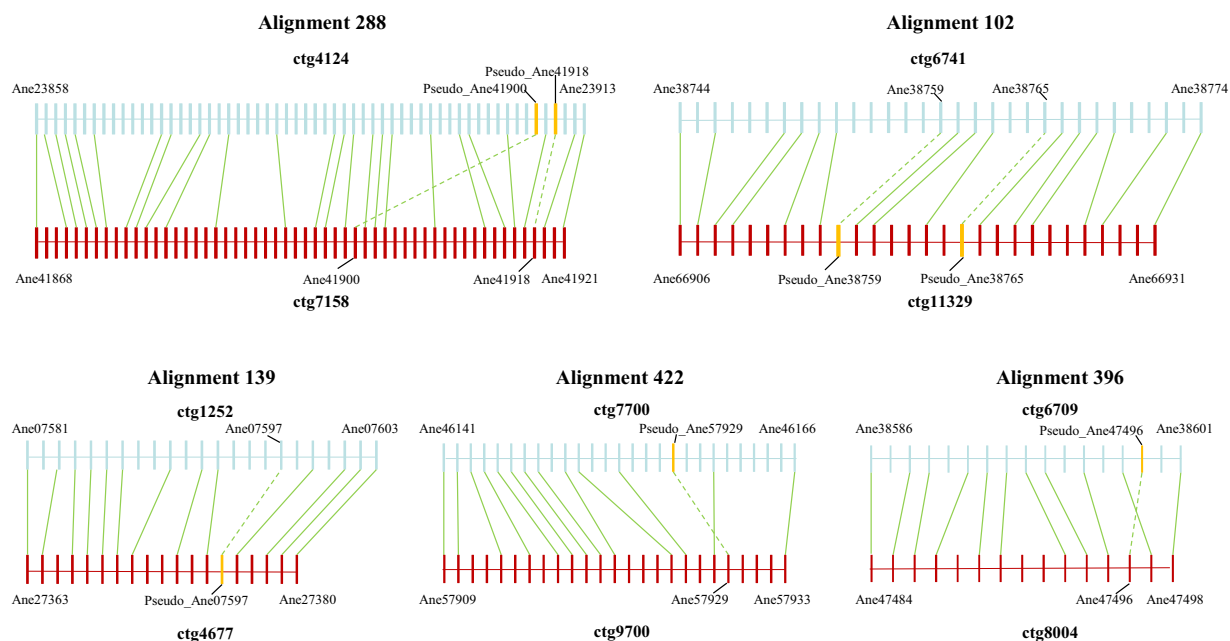 Alignment 288
ctg4124
Pseudo_Ane41918
Ane23858
Pseudo_Ane41900
Ane23913
Ane41868
Ane41900
Ane41918
Ane41921
ctg7158
Alignment 102
ctg6741
Ane38744
Ane38759
Ane38765
Ane38774
Ane66906
Pseudo_Ane38759
Pseudo_Ane38765
Ane66931
ctg11329
Alignment 139
ctg1252
Ane07581
Ane07597
Ane07603
Ane27363
Pseudo_Ane07597
Ane27380
ctg4677
Alignment 422
ctg7700
Ane46141
Pseudo_Ane57929
Ane46166
Ane57909
Ane57929
Ane57933
ctg9700
Alignment 396
ctg6709
Ane38586
Pseudo_Ane47496
Ane38601
Ane47484
Ane47496
Ane47498
ctg8004